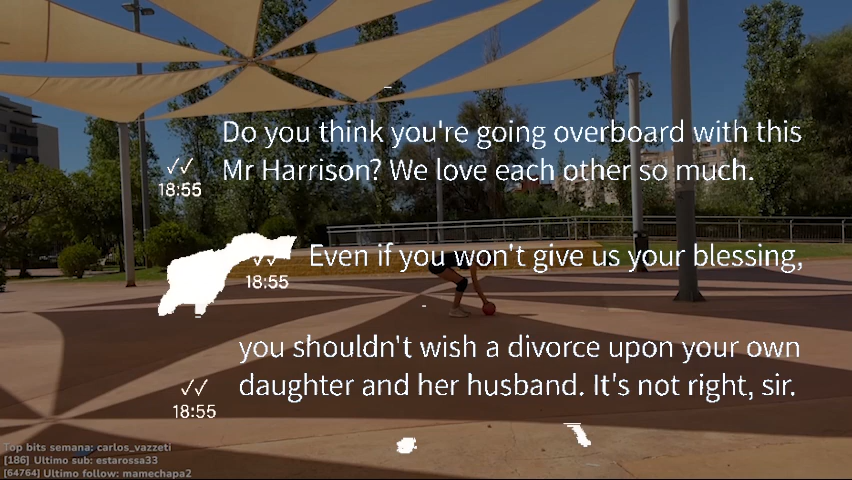 Do you think you're going overboard with this
Mr Harrison? We love each other so much.
18:55
Even if you won't give us your blessing,
18:55
you shouldn't wish a divorce upon your own
daughter and her husband. It's not right, sir.
18:55
Top bits semana: carlos_vazzeti
[186] Ultimo sub: estarossa33
[64764] Ultimo follow: mamechapa2